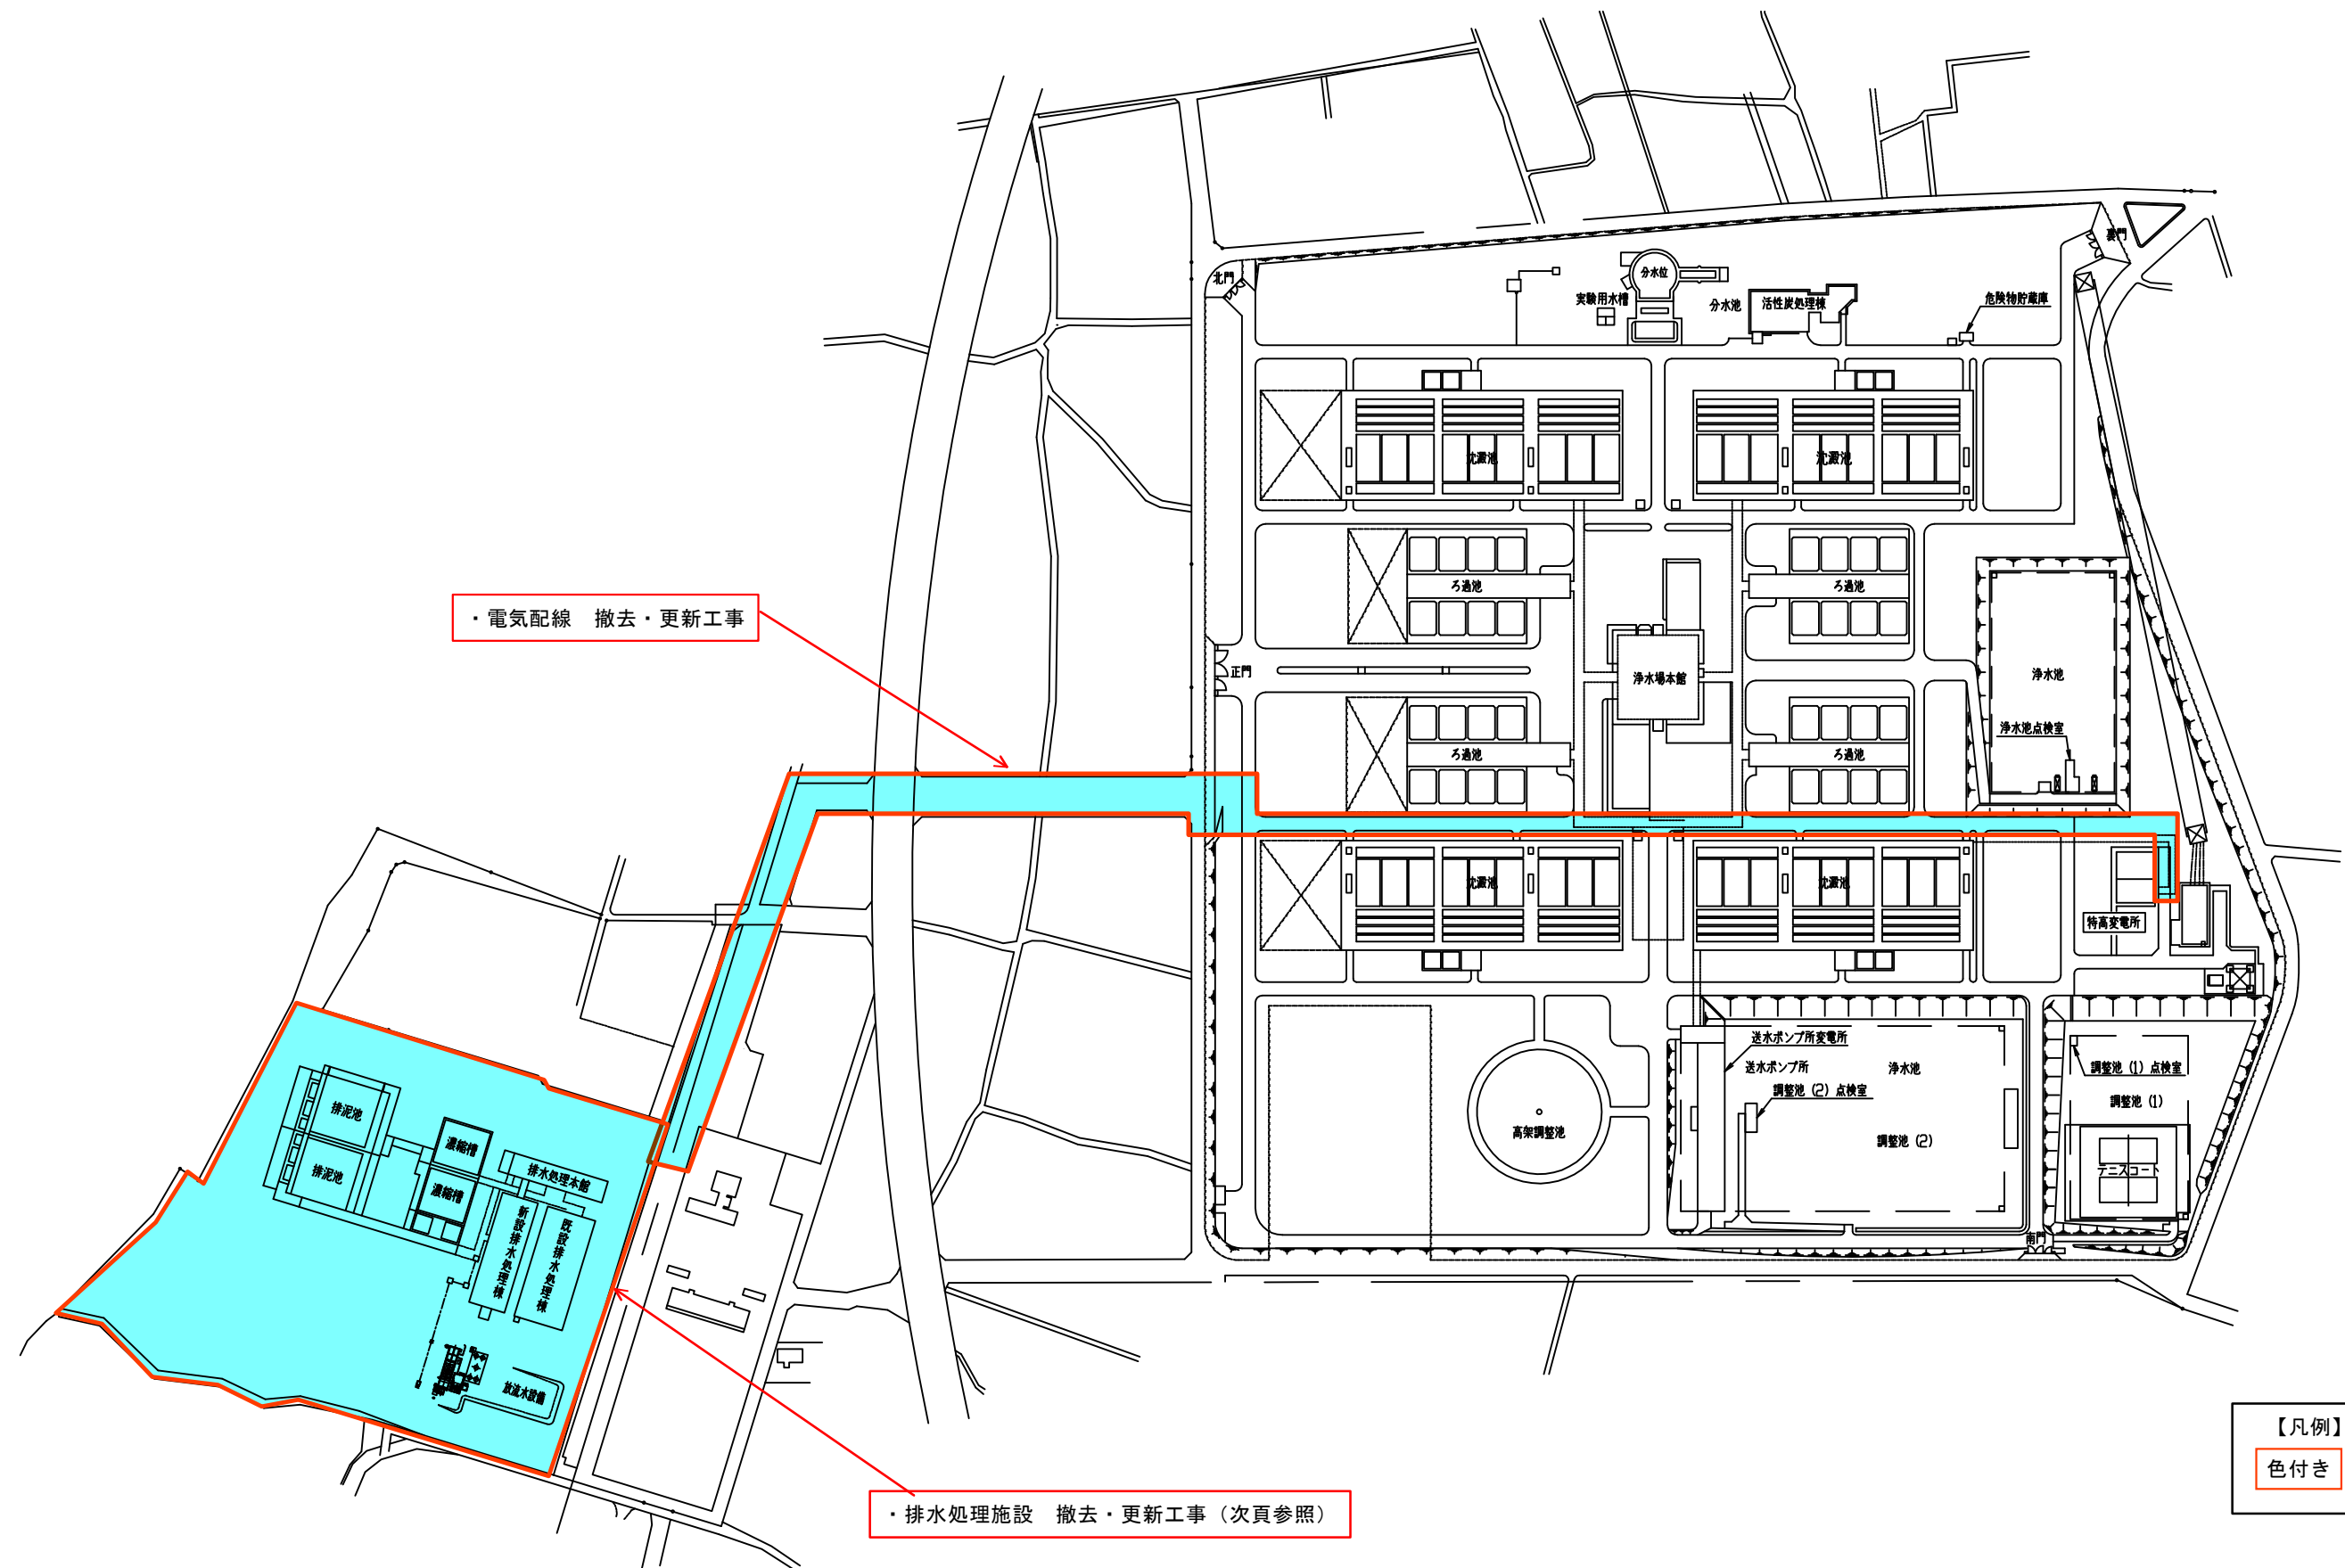 裏門
北門
分水位
実験用水槽
分水池
活性炭処理棟
危険物貯蔵庫
沈澱池
沈澱池
ろ過池
ろ過池
・電気配線　撤去・更新工事
正門
浄水場本館
浄水池
浄水池点検室
ろ過池
ろ過池
沈澱池
沈澱池
特高変電所
送水ポンプ所変電所
送水ポンプ所
浄水池
調整池（1）点検室
調整池（2）点検室
調整池（1）
高架調整池
調整池（2）
テニスコート
南門
排泥池
排泥池
濃縮槽
濃縮槽
排水処理本館
新設排水処理棟
既設排水処理棟
放流水設備
・排水処理施設　撤去・更新工事（次頁参照）
【凡例】
色付き